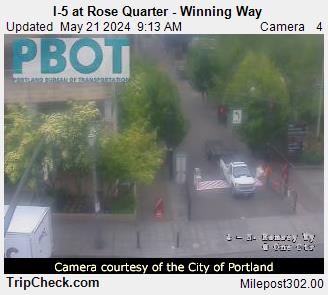 I-5 at Rose Quarter - Winning Way
Updated May 21 2024 9:13 AM Camera 4
PBOT
PORTLAND BUREAU OF TRANSPORTATION
Camera courtesy of the City of Portland
TripCheck.com Milepost302.00